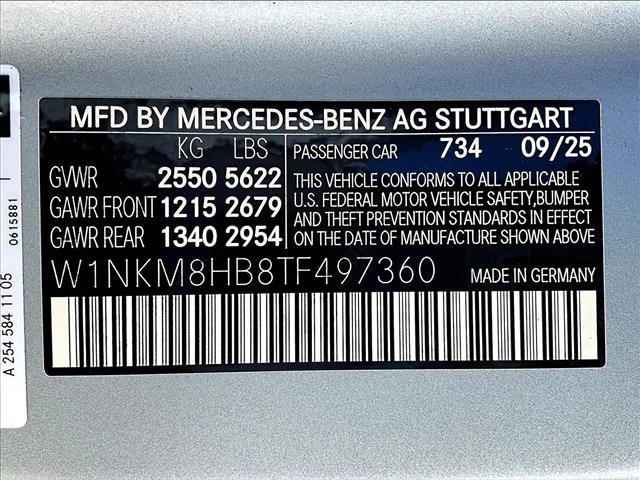 MFD BY MERCEDES-BENZ AG STUTTGART
KG LBS
GVWR 2550 5622
GAWR FRONT 1215 2679
GAWR REAR 1340 2954
PASSENGER CAR 734 09/25
THIS VEHICLE CONFORMS TO ALL APPLICABLE
U.S. FEDERAL MOTOR VEHICLE SAFETY, BUMPER
AND THEFT PREVENTION STANDARDS IN EFFECT
ON THE DATE OF MANUFACTURE SHOWN ABOVE.
W1NKM8HB8TF497360
MADE IN GERMANY
A 254 584 11 05
0615881